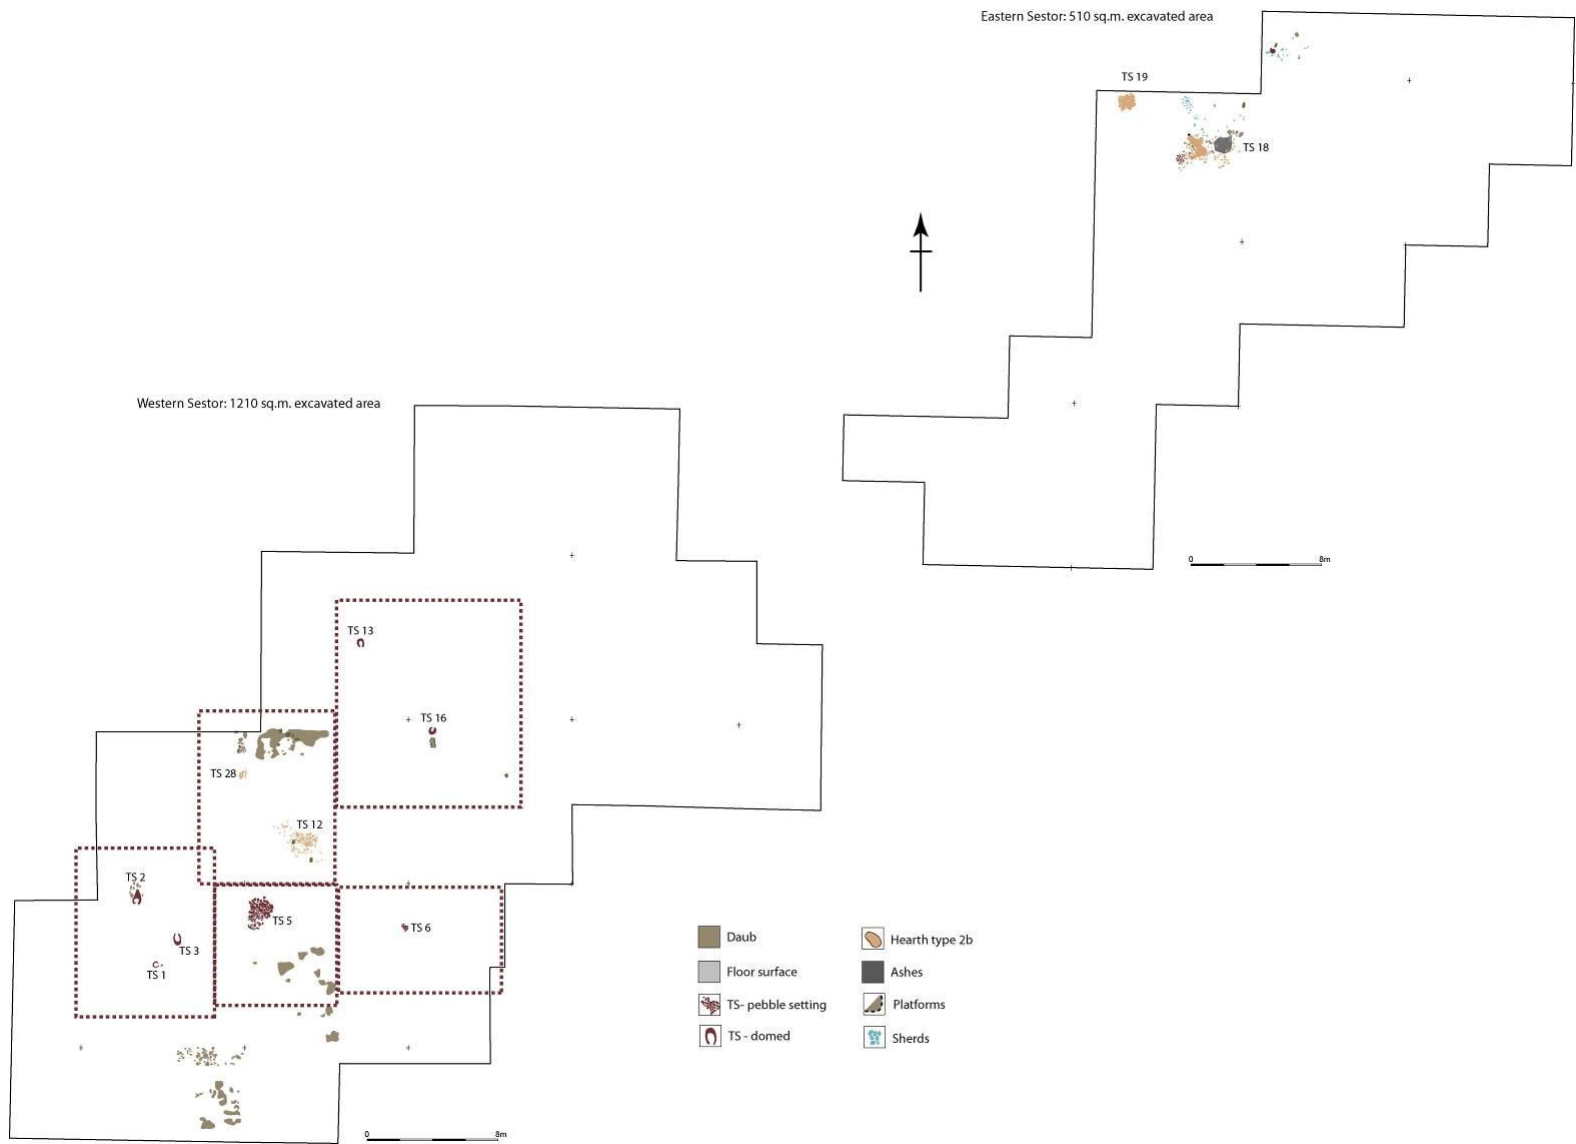 Eastern Sestor: 510 sq.m. excavated area
TS 19
TS 18
Western Sestor: 1210 sq.m. excavated area
0 8m
TS 13
TS 16
TS 28
TS 12
TS 2
TS 5
TS 6
TS 3
TS 1
Daub
Hearth type 2b
Floor surface
Ashes
TS- pebble setting
Platforms
TS - domed
Sherds
0 8m